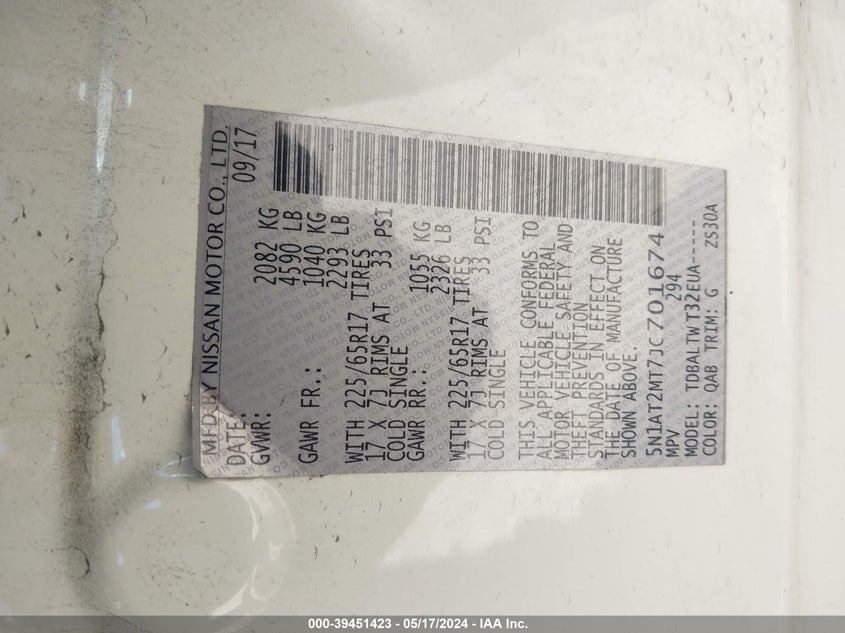 MFD BY NISSAN MOTOR CO., LTD.
DATE: 09/17
GVWR: 2082 KG
4590 LB
GAWR FR.: 1040 KG
2293 LB
WITH 225/65R17 TIRES
17 X 7J RIMS AT 33 PSI
COLD SINGLE
GAWR RR.: 1055 KG
2326 LB
WITH 225/65R17 TIRES
17 X 7J RIMS AT 33 PSI
COLD SINGLE
THIS VEHICLE CONFORMS TO
ALL APPLICABLE FEDERAL
MOTOR VEHICLE SAFETY AND
THEFT PREVENTION
STANDARDS IN EFFECT ON
THE DATE OF MANUFACTURE
SHOWN ABOVE.
5N1AT2MT7JC701674
MPV 294
MODEL: TDBALTW T32EUA-----
COLOR: QAB TRIM: G ZS30A
000-39451423 - 05/17/2024 - IAA Inc.